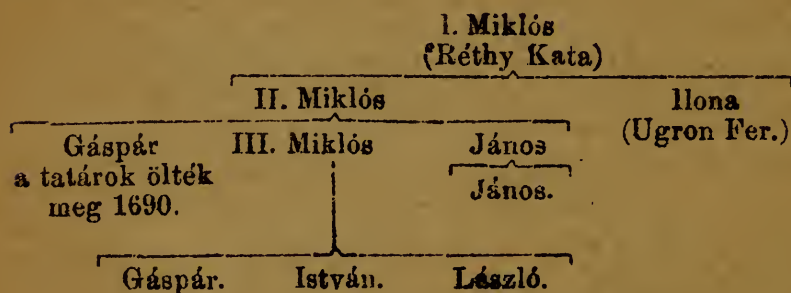 I. Miklós
(Réthy Kata)
II. Miklós Ilona
Gáspár III. Miklós János (Ugron Fer.)
a tatárok ölték János.
meg 1690.
Gáspár. István. László.